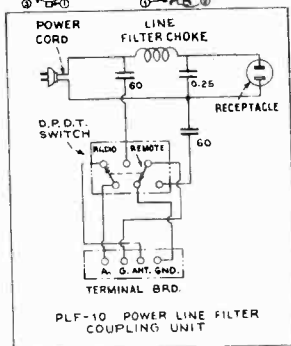 POWER CORD
LINE FILTER CHOKE
60
0.25
RECEPTACLE
60
D.P.D.T. SWITCH
RADIO REMOTE
A. G. ANT. GND.
TERMINAL BRD.
PLF-10 POWER LINE FILTER
COUPLING UNIT